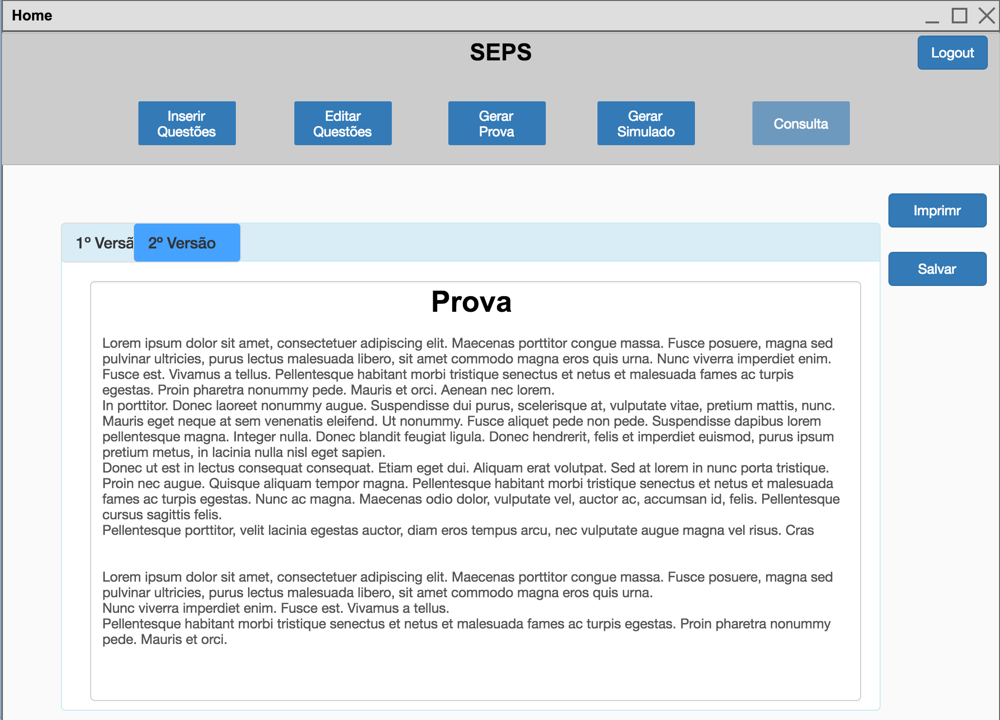 Home
SEPS
Logout
Inserir
Questões
Editar
Questões
Gerar
Prova
Gerar
Simulado
Consulta
Imprimr
1º Versã
2º Versão
Salvar
Prova
Lorem ipsum dolor sit amet, consectetuer adipiscing elit. Maecenas porttitor congue massa. Fusce posuere, magna sed
pulvinar ultricies, purus lectus malesuada libero, sit amet commodo magna eros quis urna. Nunc viverra imperdiet enim.
Fusce est. Vivamus a tellus. Pellentesque habitant morbi tristique senectus et netus et malesuada fames ac turpis
egestas. Proin pharetra nonummy pede. Mauris et orci. Aenean nec lorem.
In porttitor. Donec laoreet nonummy augue. Suspendisse dui purus, scelerisque at, vulputate vitae, pretium mattis, nunc.
Mauris eget neque at sem venenatis eleifend. Ut nonummy. Fusce aliquet pede non pede. Suspendisse dapibus lorem
pellentesque magna. Integer nulla. Donec blandit feugiat ligula. Donec hendrerit, felis et imperdiet euismod, purus ipsum
pretium metus, in lacinia nulla nisl eget sapien.
Donec ut est in lectus consequat consequat. Etiam eget dui. Aliquam erat volutpat. Sed at lorem in nunc porta tristique.
Proin nec augue. Quisque aliquam tempor magna. Pellentesque habitant morbi tristique senectus et netus et malesuada
fames ac turpis egestas. Nunc ac magna. Maecenas odio dolor, vulputate vel, auctor ac, accumsan id, felis. Pellentesque
cursus sagittis felis.
Pellentesque porttitor, velit lacinia egestas auctor, diam eros tempus arcu, nec vulputate augue magna vel risus. Cras
Lorem ipsum dolor sit amet, consectetuer adipiscing elit. Maecenas porttitor congue massa. Fusce posuere, magna sed
pulvinar ultricies, purus lectus malesuada libero, sit amet commodo magna eros quis urna.
Nunc viverra imperdiet enim. Fusce est. Vivamus a tellus.
Pellentesque habitant morbi tristique senectus et netus et malesuada fames ac turpis egestas. Proin pharetra nonummy
pede. Mauris et orci.